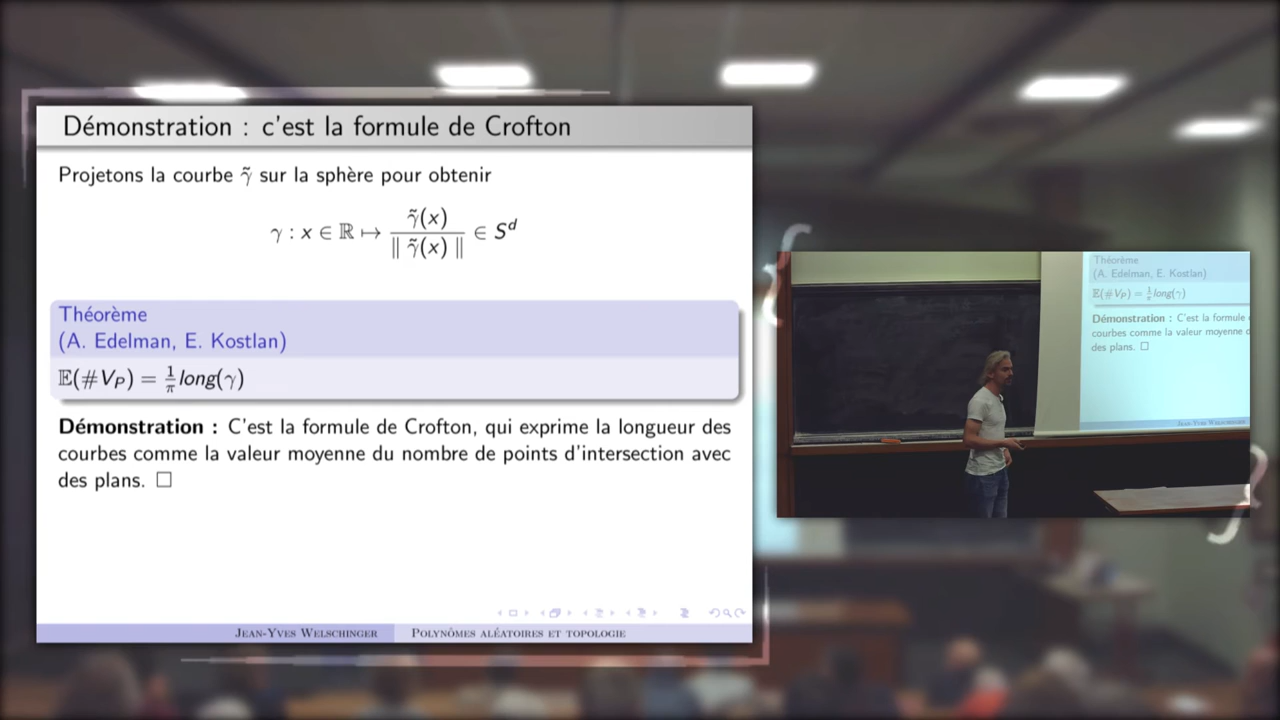 Démonstration : c'est la formule de Crofton
Projetons la courbe γ̃ sur la sphère pour obtenir
γ : x ∈ ℝ ↦ γ̃(x) / ‖ γ̃(x) ‖ ∈ S^d
Théorème
(A. Edelman, E. Kostlan)
𝔼(#V_P) = 1/π long(γ)
Démonstration : C'est la formule de Crofton, qui exprime la longueur des
courbes comme la valeur moyenne du nombre de points d'intersection avec
des plans. □
Jean-Yves Welschinger
Polynômes aléatoires et topologie
Théorème
(A. Edelman, E. Kostlan)
𝔼(#V_P) = 1/π long(γ)
Démonstration : C'est la formule
courbes comme la valeur moyenne
des plans. □
Jean-Yves Welschinger